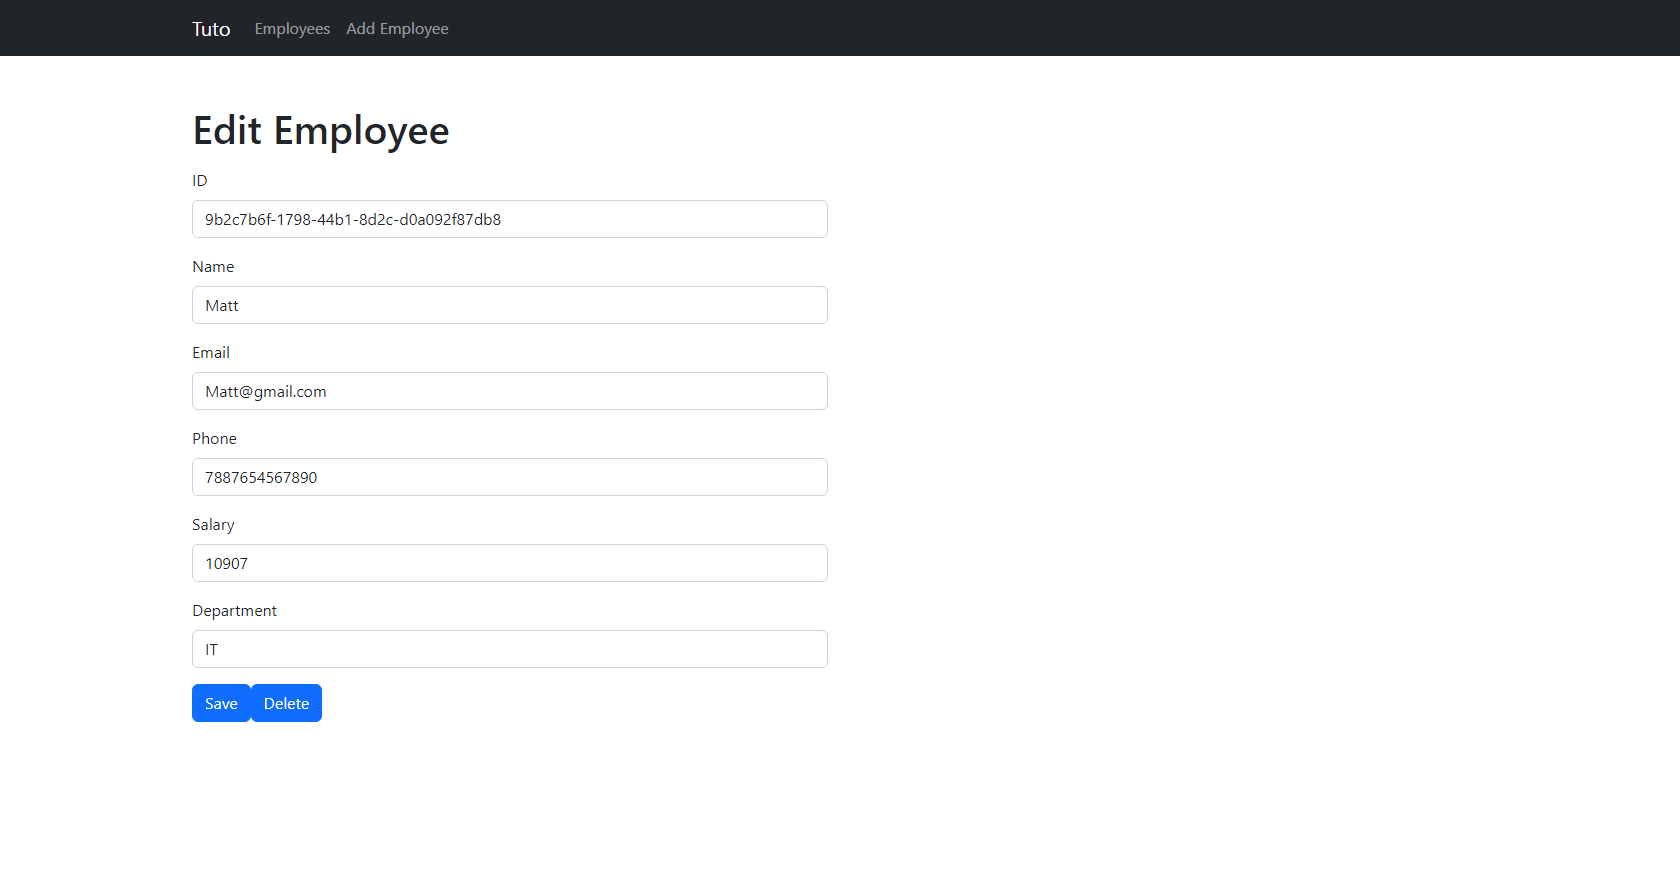 Tuto Employees Add Employee
Edit Employee
ID
9b2c7b6f-1798-44b1-8d2c-d0a092f87db8
Name
Matt
Email
Matt@gmail.com
Phone
7887654567890
Salary
10907
Department
IT
Save Delete